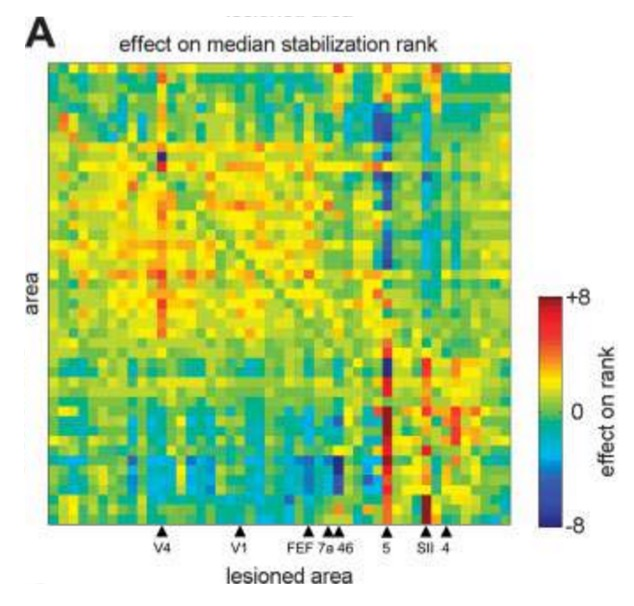 A
effect on median stabilization rank
area
+8
0
-8
effect on rank
V4 V1 FEF 7a 46 5 SII 4
lesioned area